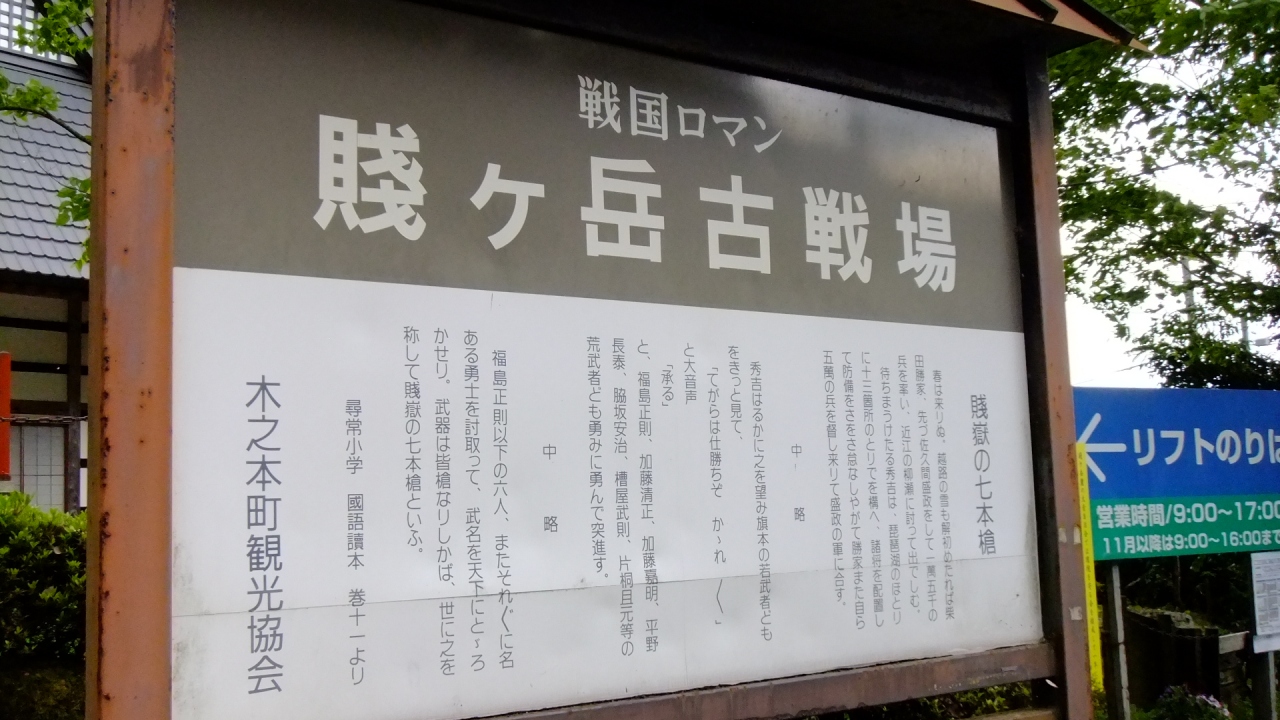 戦国ロマン
賤ヶ岳古戦場
賤獄の七本槍
春は来りぬ。越路の雪も解初めたれば柴
田勝家、先づ佐久間盛政をして一萬五千の
兵を率い、近江の柳瀬に討って出でしむ。
待ちまうけたる秀吉は、琵琶湖のほとり
に十三箇所のとりでを構へ、諸将を配置し
て防備をさをさ怠なしやがて勝家また自ら
五萬の兵を督し来りて盛政の軍に合す。
中略
秀吉はるかに之を望み旗本の若武者ども
をきっと見て、
「てがらは仕勝ちそ かゝれ〱」
と大音声
「承る」
と、福島正則、加藤清正、加藤嘉明、平野
長泰、脇坂安治、槽屋武則、片桐且元等の
荒武者ども勇みに勇んで突進す。
中略
福島正則以下の六人、またそれ〲に名
ある勇士を討取って、武名を天下にとゞろ
かせり。武器は皆槍なりしかば、世に之を
称して賤獄の七本槍といふ。
尋常小学 國語讀本 巻十一より
木之本町観光協会
リフトのりば
営業時間/9:00〜17:00
11月以降は9:00〜16:00まで